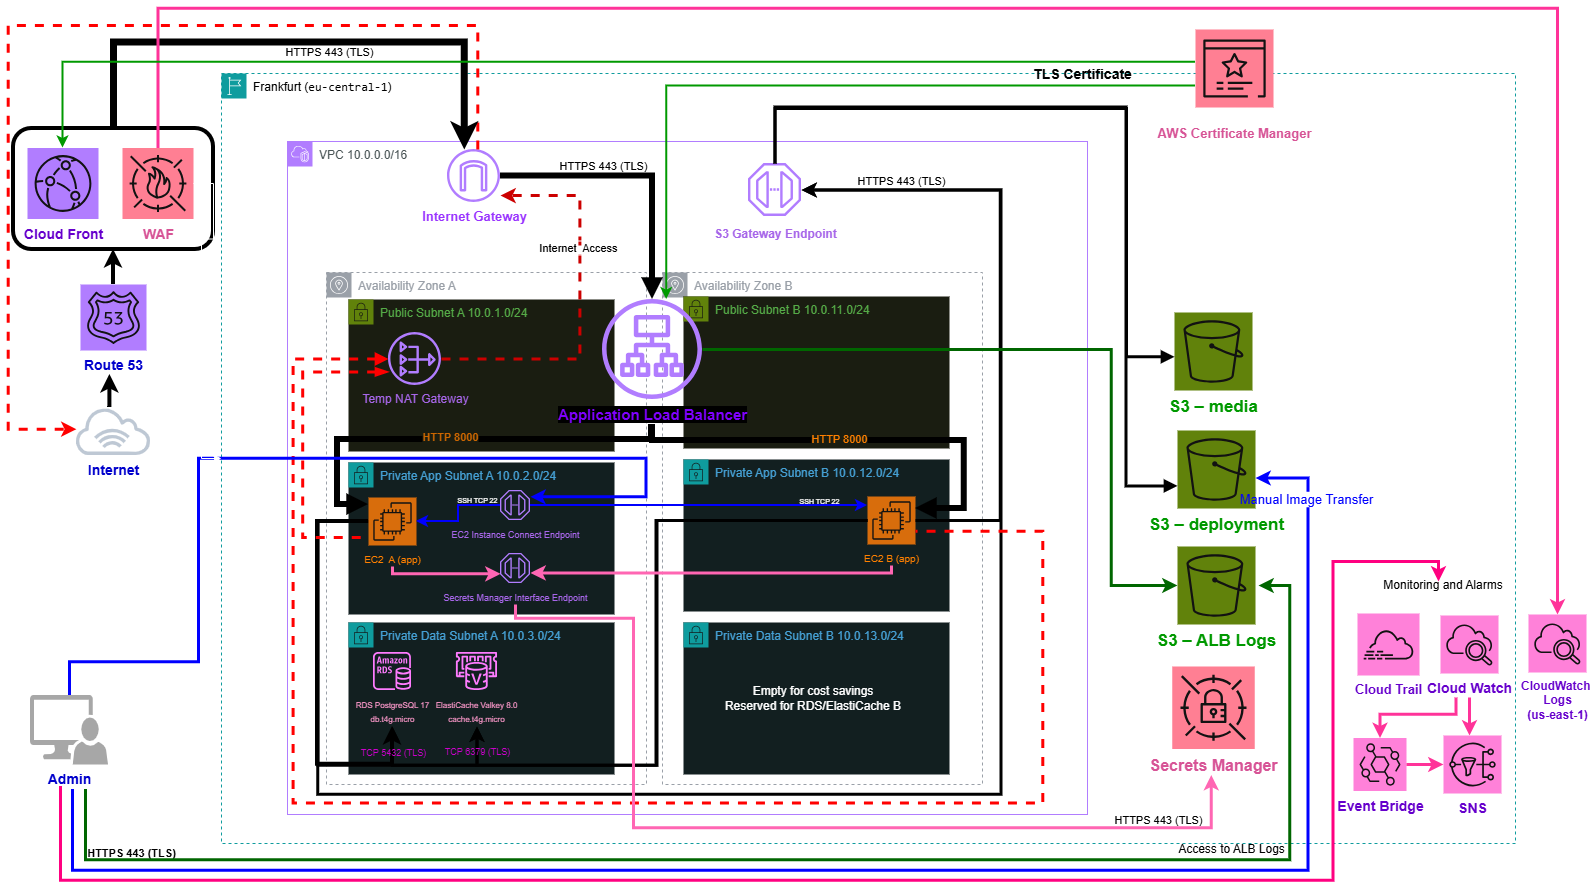 HTTPS 443 (TLS)
TLS Certificate
Frankfurt (eu-central-1)
AWS Certificate Manager
VPC 10.0.0.0/16
HTTPS 443 (TLS)
HTTPS 443 (TLS)
Internet Gateway
S3 Gateway Endpoint
Cloud Front
WAF
Internet Access
Availability Zone A
Availability Zone B
Public Subnet A 10.0.1.0/24
Public Subnet B 10.0.11.0/24
53
Route 53
Temp NAT Gateway
Application Load Balancer
S3 – media
HTTP 8000
HTTP 8000
Internet
Private App Subnet A 10.0.2.0/24
Private App Subnet B 10.0.12.0/24
SSH TCP 22
SSH TCP 22
Manual Image Transfer
S3 – deployment
EC2 Instance Connect Endpoint
EC2 A (app)
EC2 B (app)
Secrets Manager Interface Endpoint
Monitoring and Alarms
Private Data Subnet A 10.0.3.0/24
Private Data Subnet B 10.0.13.0/24
S3 – ALB Logs
Amazon
RDS
V
Empty for cost savings
Reserved for RDS/ElastiCache B
RDS PostgreSQL 17
db.t4g.micro
ElastiCache Valkey 8.0
cache.t4g.micro
TCP 5432 (TLS)
TCP 6379 (TLS)
Cloud Trail
Cloud Watch
CloudWatch
Logs
(us-east-1)
Secrets Manager
Admin
Event Bridge
SNS
HTTPS 443 (TLS)
HTTPS 443 (TLS)
Access to ALB Logs